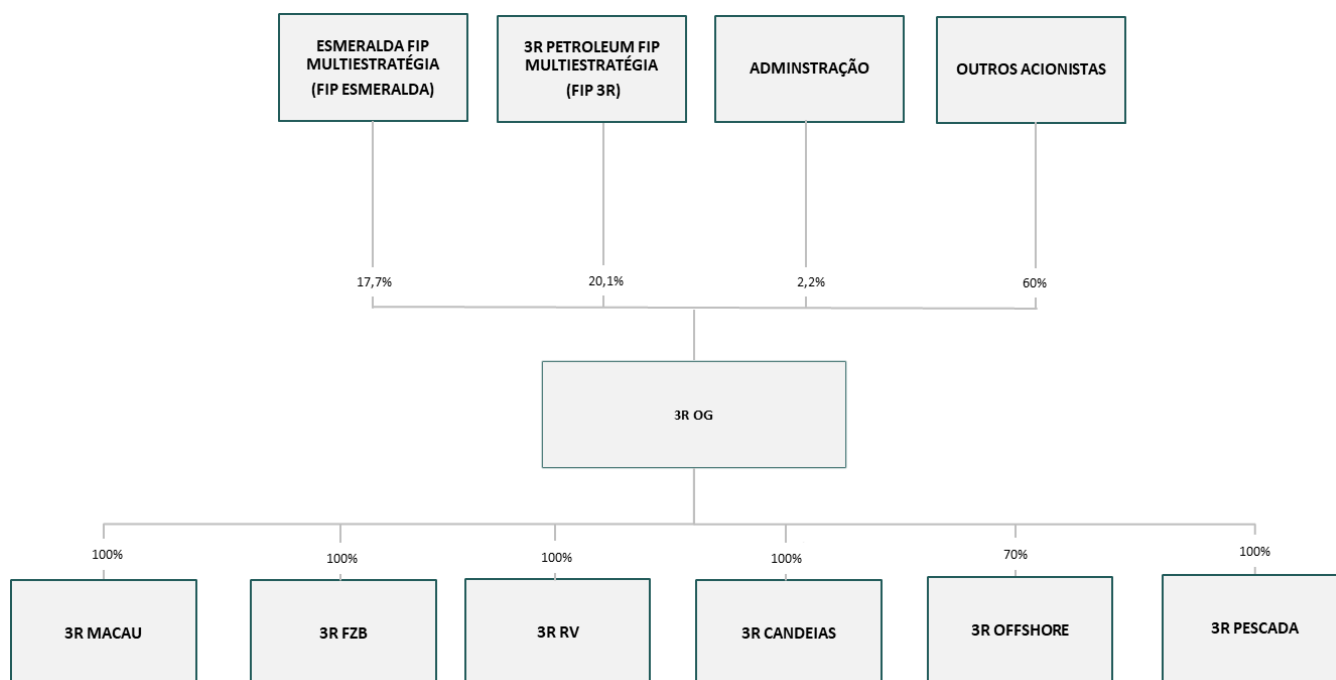 ESMERALDA FIP
MULTIESTRATÉGIA
(FIP ESMERALDA)
3R PETROLEUM FIP
MULTIESTRATÉGIA
(FIP 3R)
ADMINSTRAÇÃO
OUTROS ACIONISTAS
17,7%
20,1%
2,2%
60%
3R OG
100%
100%
100%
100%
70%
100%
3R MACAU
3R FZB
3R RV
3R CANDEIAS
3R OFFSHORE
3R PESCADA